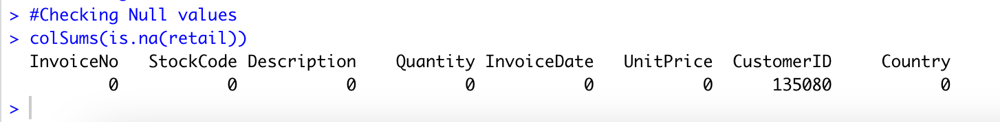 > #Checking Null values
> colSums(is.na(retail))
InvoiceNo StockCode Description Quantity InvoiceDate UnitPrice CustomerID Country
0 0 0 0 0 0 135080 0
>